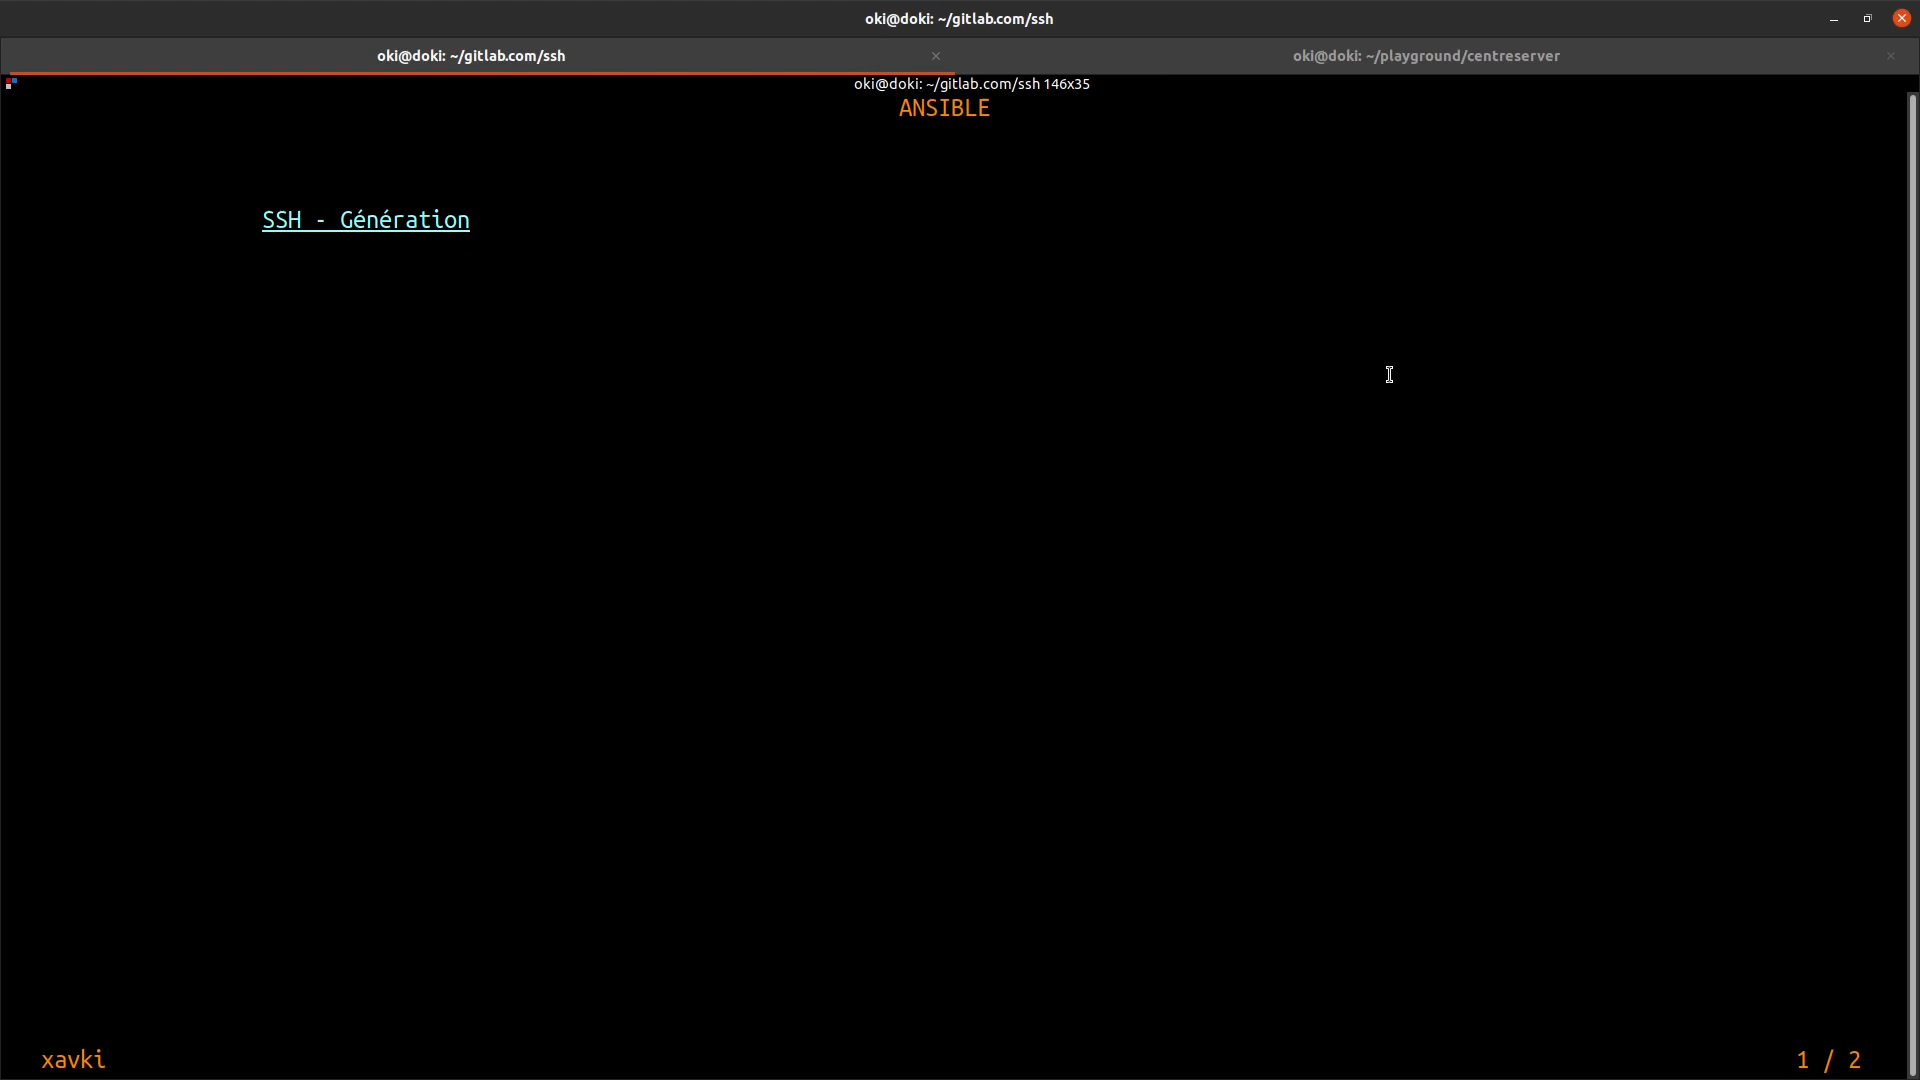 oki@doki: ~/gitlab.com/ssh
oki@doki: ~/gitlab.com/ssh
oki@doki: ~/playground/centreserver
oki@doki: ~/gitlab.com/ssh 146x35
ANSIBLE
SSH - Génération
xavki
1 / 2